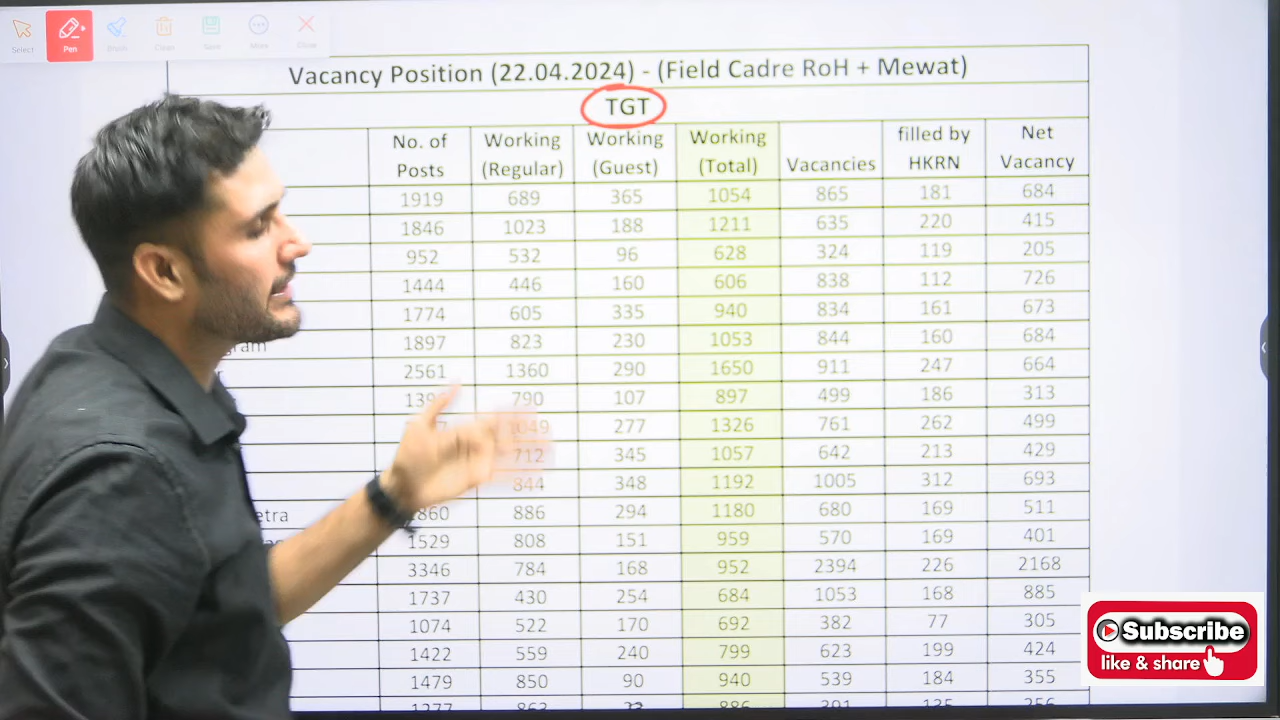 Select Pen Clean Save More Close
Vacancy Position (22.04.2024) - (Field Cadre RoH + Mewat)
TGT
No. of Posts Working (Regular) Working (Guest) Working (Total) Vacancies filled by HKRN Net Vacancy
1919 689 365 1054 865 181 684
1846 1023 188 1211 635 220 415
952 532 96 628 324 119 205
1444 446 160 606 838 112 726
1774 605 335 940 834 161 673
gram 1897 823 230 1053 844 160 684
r 2561 1360 290 1650 911 247 664
790 107 897 499 186 313
277 1326 761 262 499
712 345 1057 642 213 429
844 348 1192 1005 312 693
etra 886 294 1180 680 169 511
1529 808 151 959 570 169 401
3346 784 168 952 2394 226 2168
1737 430 254 684 1053 168 885
1074 522 170 692 382 77 305
1422 559 240 799 623 199 424
1479 850 90 940 539 184 355
Subscribe
like & share